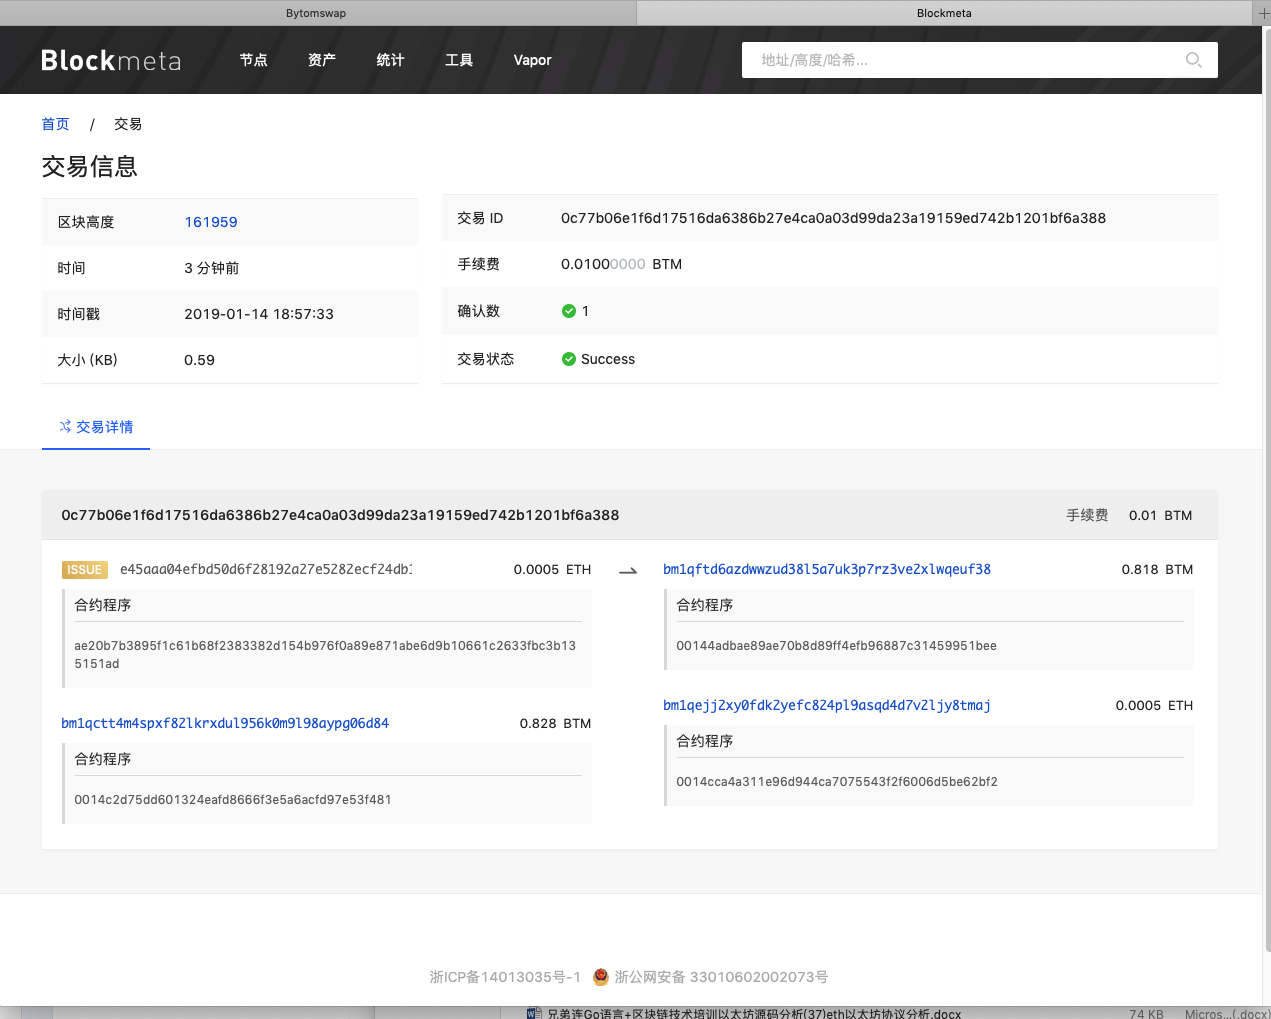 Bytomswap
Blockmeta
Blockmeta 节点 资产 统计 工具 Vapor 地址/高度/哈希...
首页 / 交易
交易信息
区块高度 161959
时间 3 分钟前
时间戳 2019-01-14 18:57:33
大小 (KB) 0.59
交易 ID 0c77b06e1f6d17516da6386b27e4ca0a03d99da23a19159ed742b1201bf6a388
手续费 0.01000000 BTM
确认数 1
交易状态 Success
交易详情
0c77b06e1f6d17516da6386b27e4ca0a03d99da23a19159ed742b1201bf6a388 手续费 0.01 BTM
ISSUE e45aaa04efbd50d6f28192a27e5282ecf24db1 0.0005 ETH
合约程序
ae20b7b3895f1c61b68f2383382d154b976f0a89e871abe6d9b10661c2633fbc3b13
5151ad
bm1qctt4m4spxf82lkrxdul956k0m9l98aypg06d84 0.828 BTM
合约程序
0014c2d75dd601324eafd8666f3e5a6acfd97e53f481
bm1qftd6azdwwzud38l5a7uk3p7rz3ve2xlwqeuf38 0.818 BTM
合约程序
00144adbae89ae70b8d89ff4efb96887c31459951bee
bm1qejj2xy0fdk2yefc824pl9asqd4d7v2ljy8tmaj 0.0005 ETH
合约程序
0014cca4a311e96d944ca7075543f2f6006d5be62bf2
浙ICP备14013035号-1 浙公网安备 33010602002073号
兄弟连Go语言+区块链技术培训以太坊源码分析(37)eth以太坊协议分析.docx 74 KB Micros...(.docx)